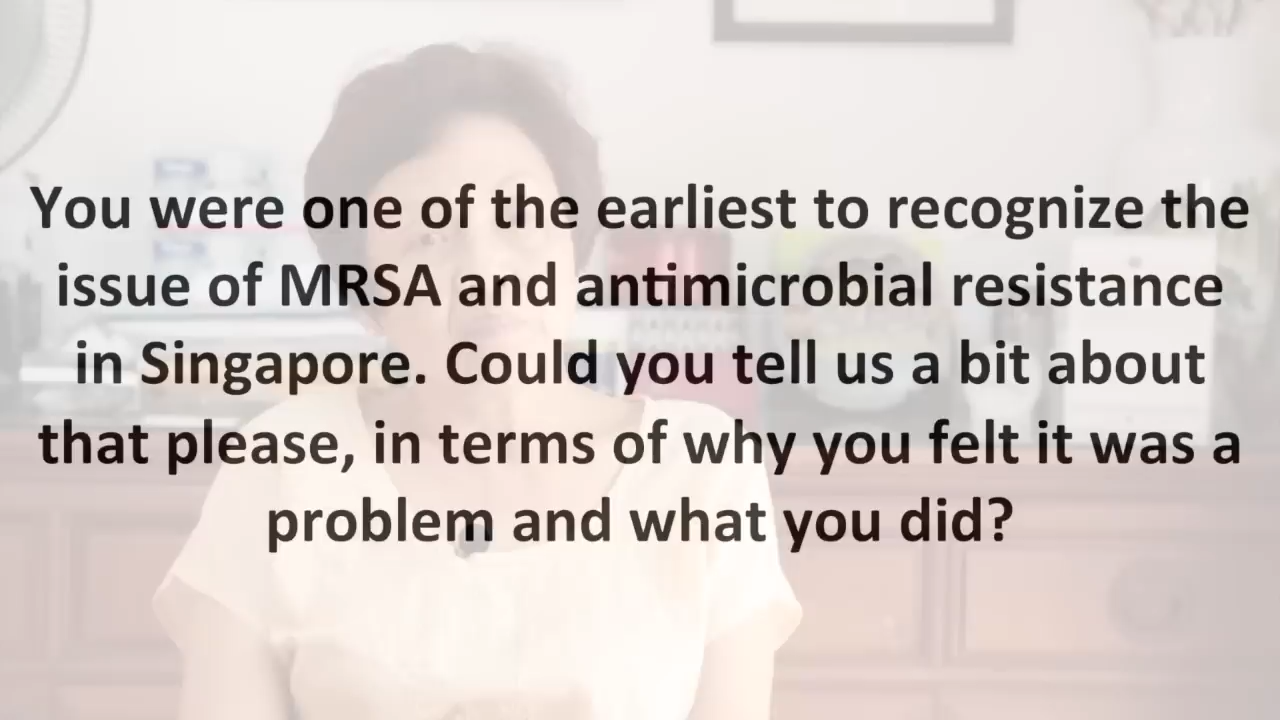 You were one of the earliest to recognize the
issue of MRSA and antimicrobial resistance
in Singapore. Could you tell us a bit about
that please, in terms of why you felt it was a
problem and what you did?